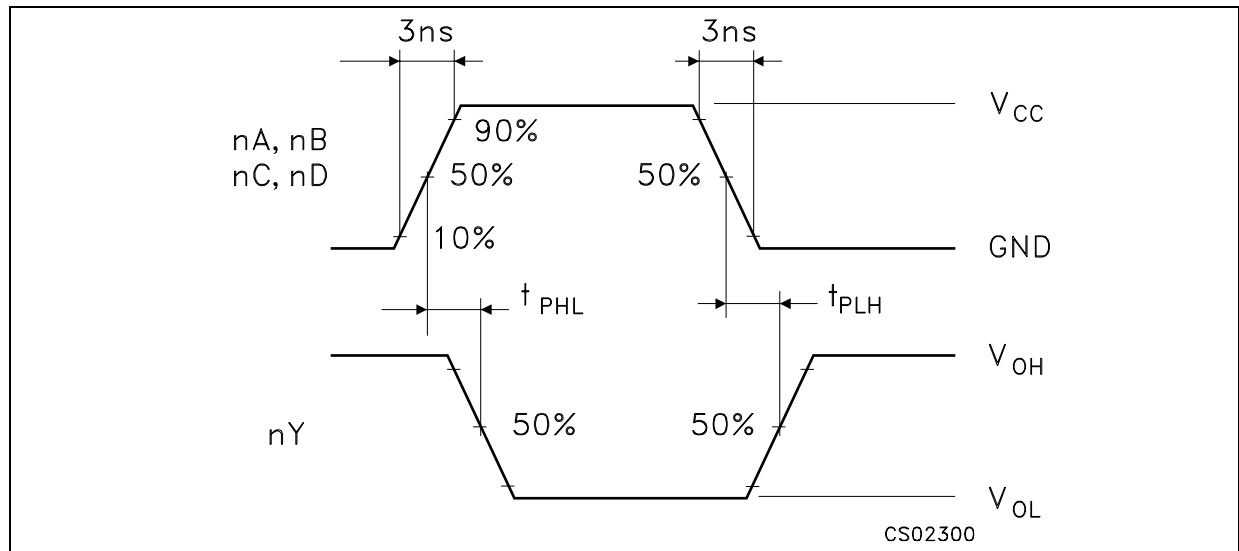 3ns
3ns
V CC
nA, nB
nC, nD
90%
50%
50%
10%
GND
t PHL
tPLH
V OH
50%
50%
nY
V OL
CS02300